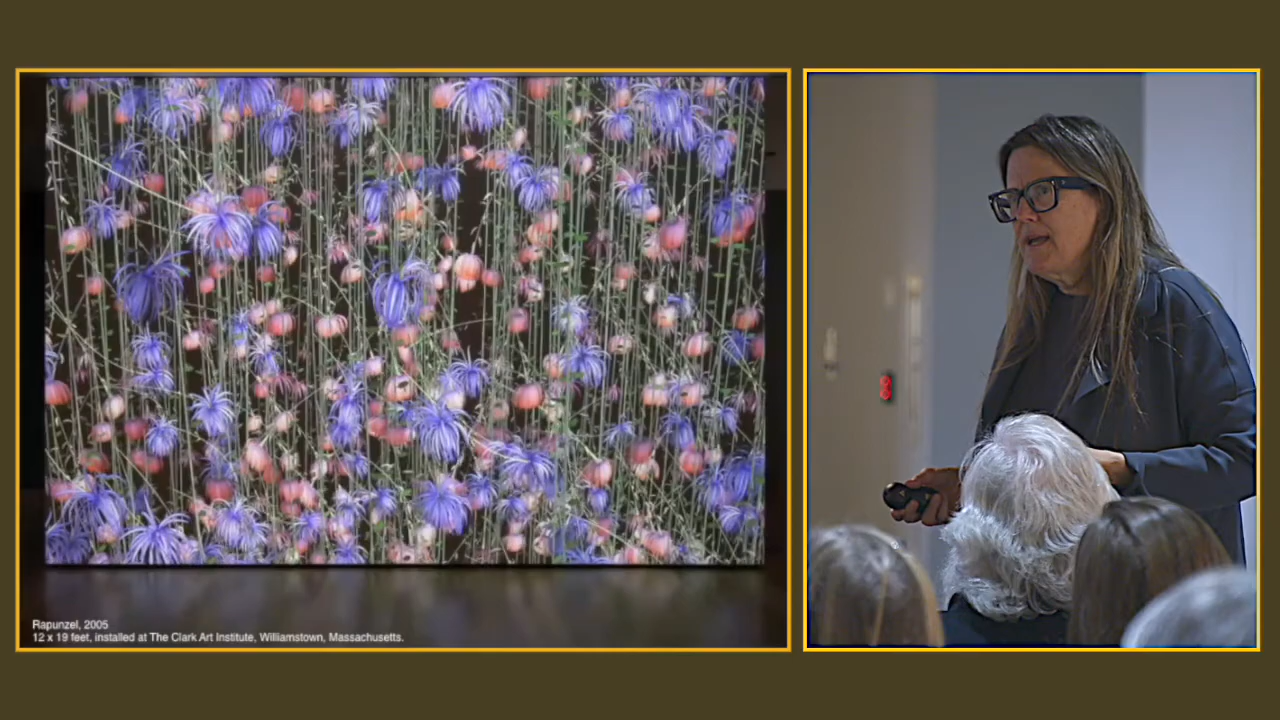 Rapunzel, 2005
12 x 19 feet, installed at The Clark Art Institute, Williamstown, Massachusetts.